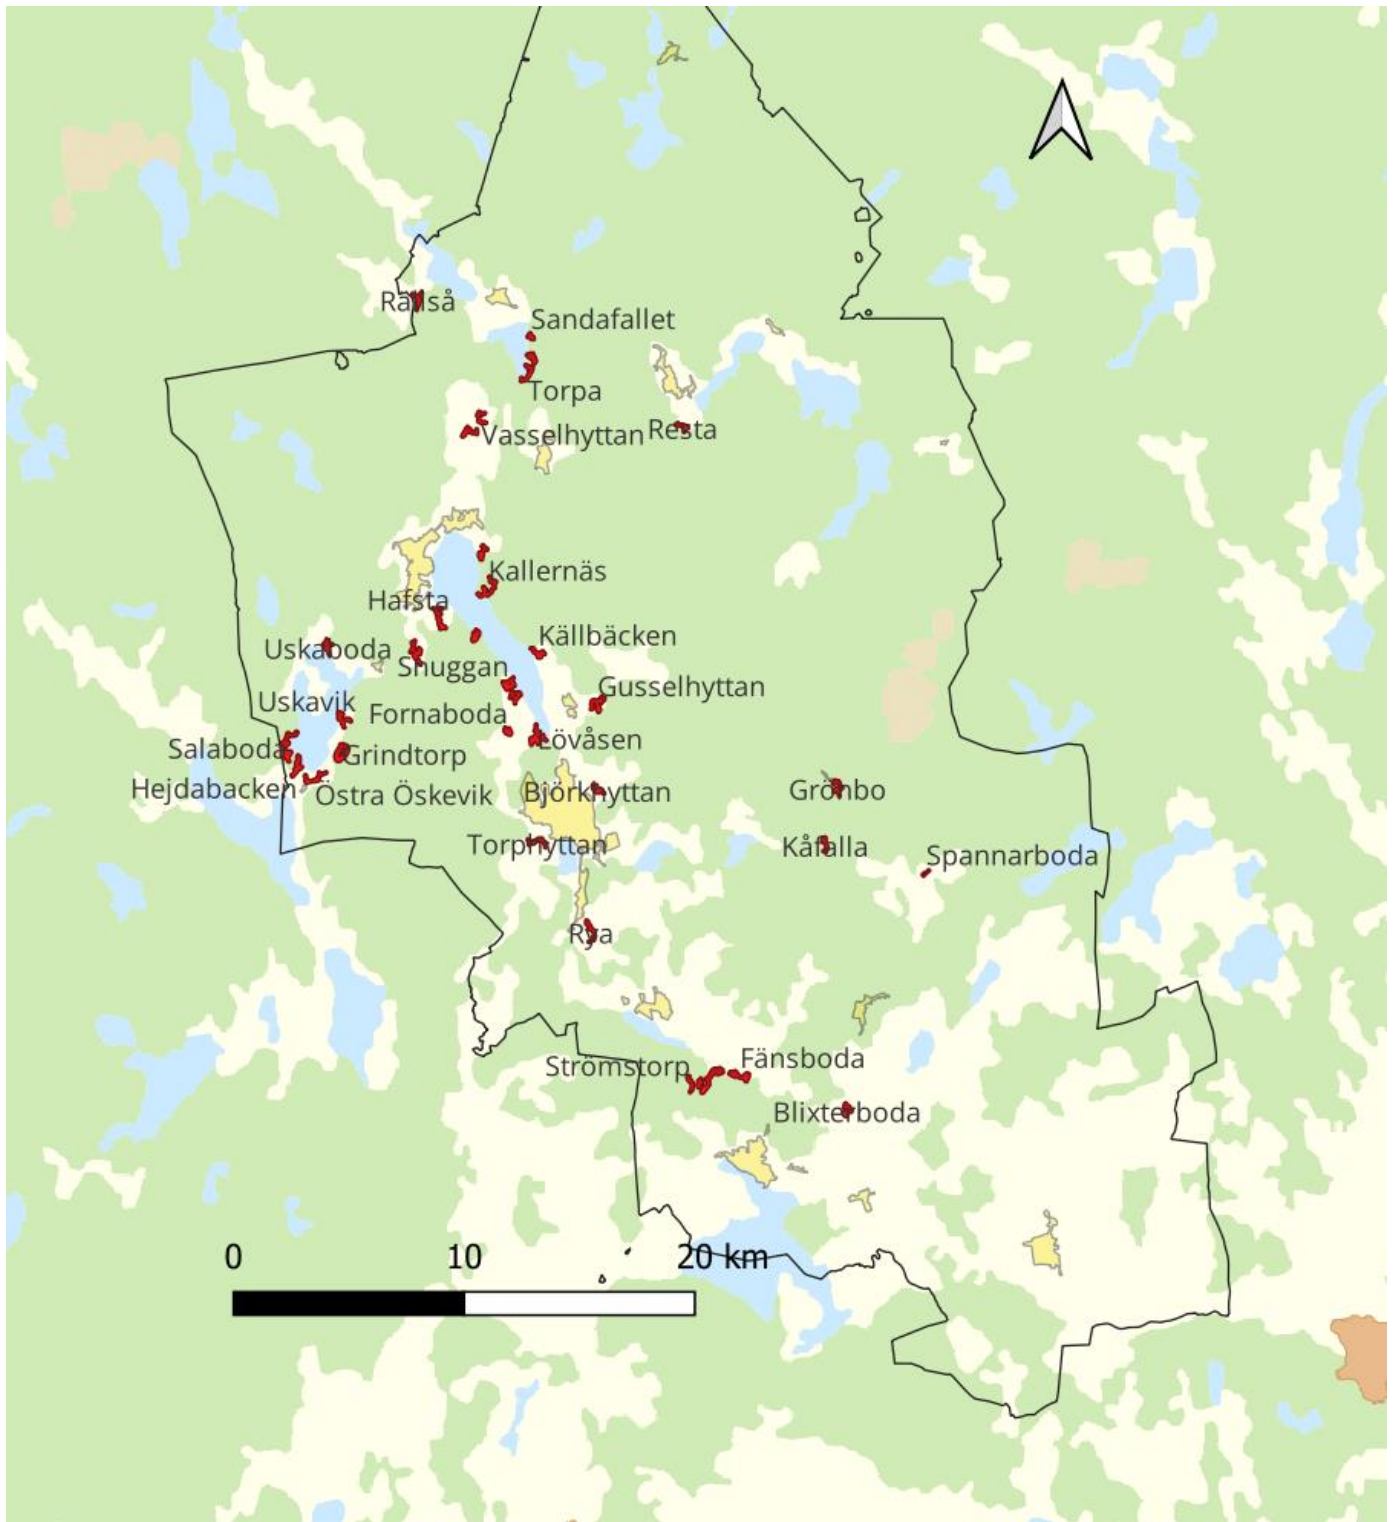 Rällså
Sandafallet
Torpa
Vasselhyttan
Resta
Kallernäs
Hafsta
Källbäcken
Uskaboda
Snuggan
Gusselhyttan
Uskavik
Fornaboda
Lövåsen
Salaboda
Grindtorp
Hejdabacken
Östra Öskevik
Björkhyttan
Grönbo
Torphyttan
Kåfalla
Spannarboda
Rya
Strömstorp
Fänsboda
Blixterboda
0 10 20 km